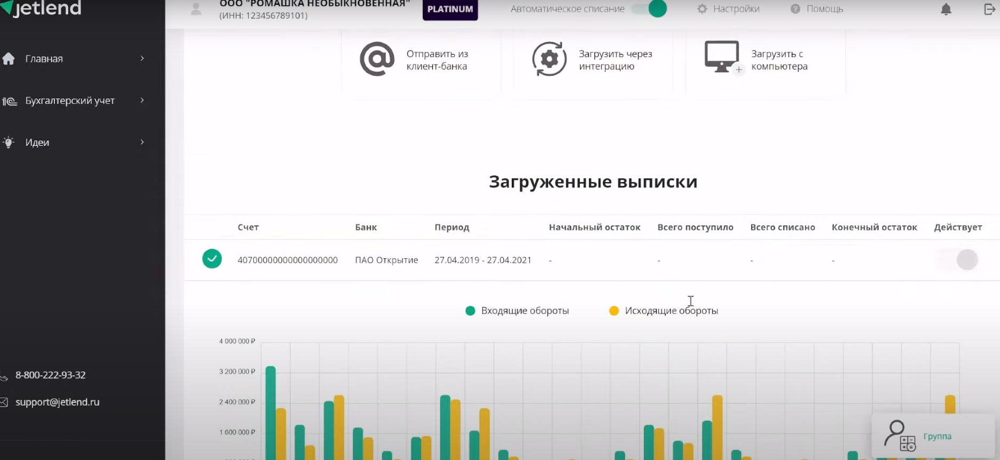 jetlend
ООО "РОМАШКА НЕОБЫКНОВЕННАЯ"
(ИНН: 123456789101)
PLATINUM
Автоматическое списание
Настройки
Помощь
Главная
Бухгалтерский учет
Идеи
8-800-222-93-32
support@jetlend.ru
Отправить из
клиент-банка
Загрузить через
интеграцию
Загрузить с
компьютера
Загруженные выписки
Счет Банк Период Начальный остаток Всего поступило Всего списано Конечный остаток Действует
40700000000000000000 ПАО Открытие 27.04.2019 - 27.04.2021 - - - -
Входящие обороты Исходящие обороты
4 000 000 ₽
3 200 000 ₽
2 400 000 ₽
1 600 000 ₽
Группа